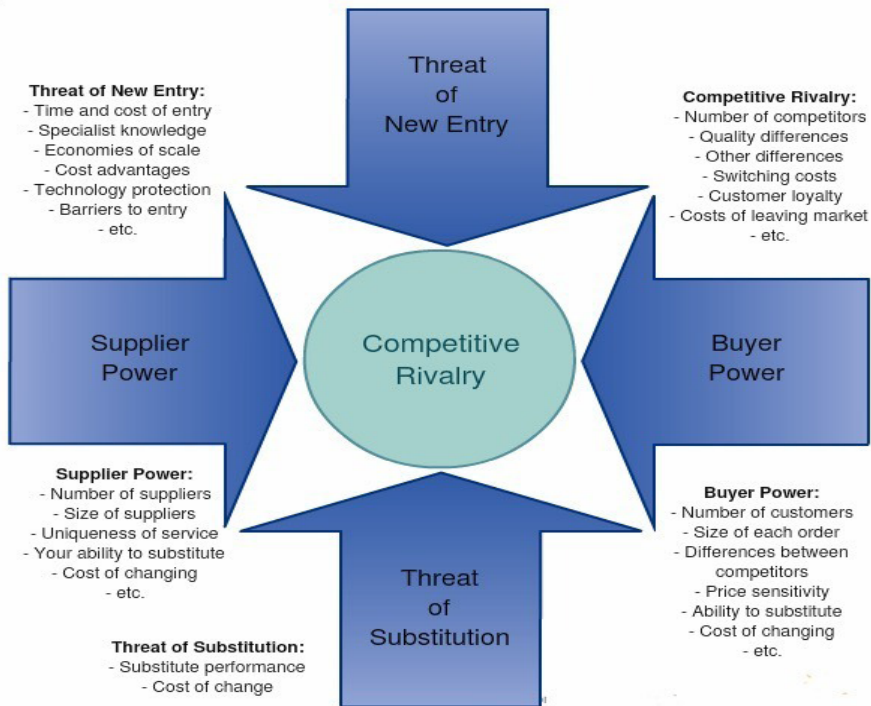 Threat
of
New Entry
Threat of New Entry:
- Time and cost of entry
- Specialist knowledge
- Economies of scale
- Cost advantages
- Technology protection
- Barriers to entry
- etc.
Competitive Rivalry:
- Number of competitors
- Quality differences
- Other differences
- Switching costs
- Customer loyalty
- Costs of leaving market
- etc.
Supplier
Power
Competitive
Rivalry
Buyer
Power
Supplier Power:
- Number of suppliers
- Size of suppliers
- Uniqueness of service
- Your ability to substitute
- Cost of changing
- etc.
Buyer Power:
- Number of customers
- Size of each order
- Differences between
competitors
- Price sensitivity
- Ability to substitute
- Cost of changing
- etc.
Threat
of
Substitution
Threat of Substitution:
- Substitute performance
- Cost of change